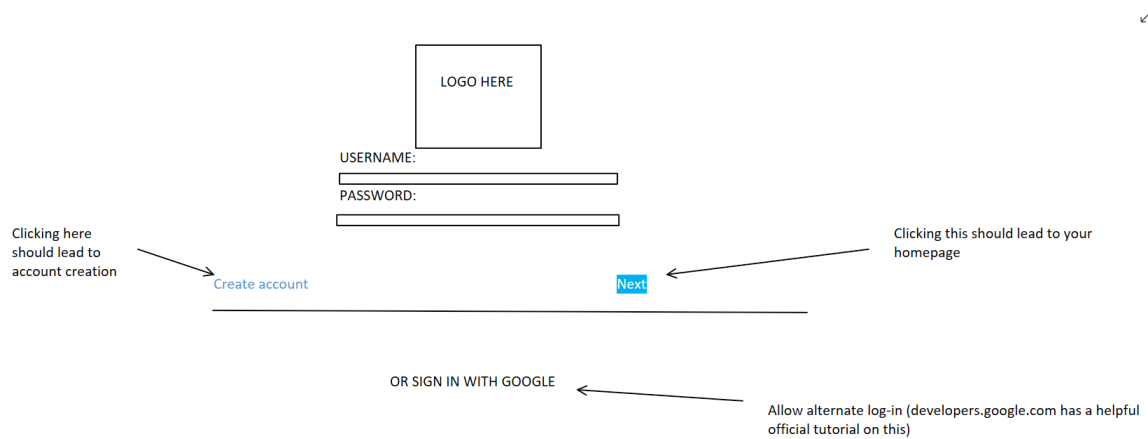 LOGO HERE
USERNAME:
PASSWORD:
Clicking here
should lead to
account creation
Clicking this should lead to your
homepage
Create account
Next
OR SIGN IN WITH GOOGLE
Allow alternate log-in (developers.google.com has a helpful
official tutorial on this)